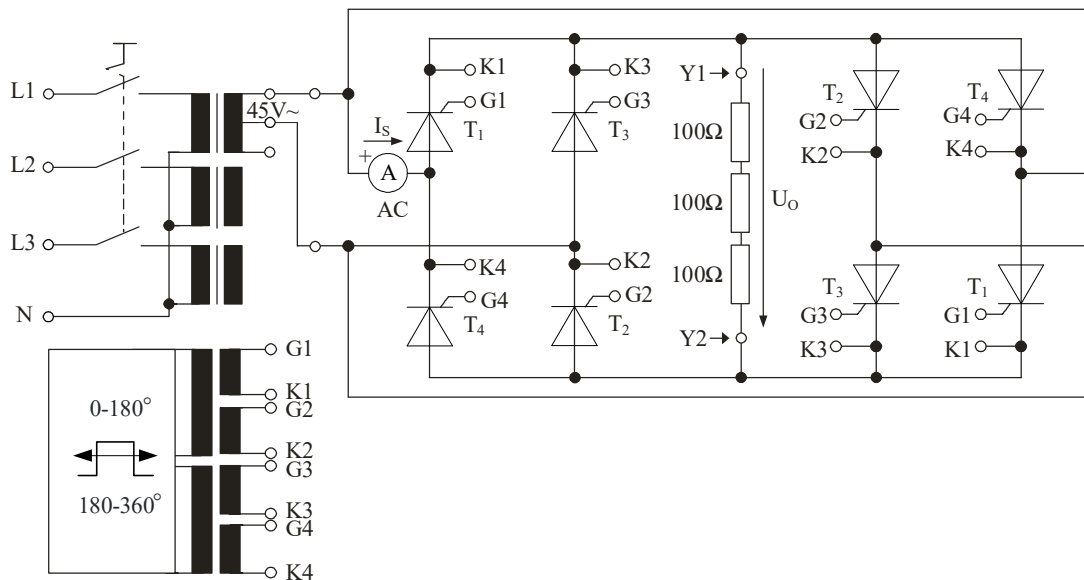 L1
L2
L3
N
45V~
I_S
+
A
AC
K1
G1
T₁
K3
G3
T₃
K4
G4
T₄
K2
G2
T₂
Y1
100Ω
100Ω
100Ω
U_O
Y2
T₂
G2
K2
T₄
G4
K4
T₃
G3
K3
T₁
G1
K1
0-180°
180-360°
G1
K1
G2
K2
G3
K3
G4
K4